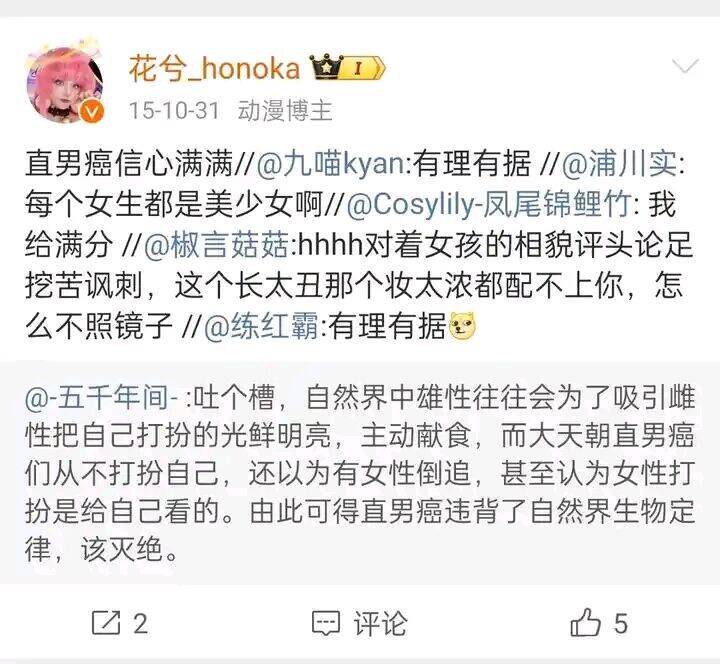 花兮_honoka I
15-10-31 动漫博主
直男癌信心满满//@九喵kyan:有理有据 //@浦川实:
每个女生都是美少女啊//@Cosylily-凤尾锦鲤竹: 我
给满分 //@椒言菇菇:hhhh对着女孩的相貌评头论足
挖苦讽刺，这个长太丑那个妆太浓都配不上你，怎
么不照镜子 //@练红霸:有理有据
@-五千年间- :吐个槽，自然界中雄性往往会为了吸引雌
性把自己打扮的光鲜明亮，主动献食，而大天朝直男癌
们从不打扮自己，还以为有女性倒追，甚至认为女性打
扮是给自己看的。由此可得直男癌违背了自然界生物定
律，该灭绝。
2 评论 5